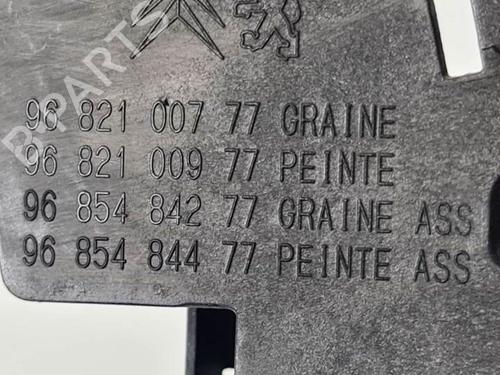 B-PARTS
96 821 007 77 GRAINE
96 821 009 77 PEINTE
96 854 842 77 GRAINE ASS
96 854 844 77 PEINTE ASS